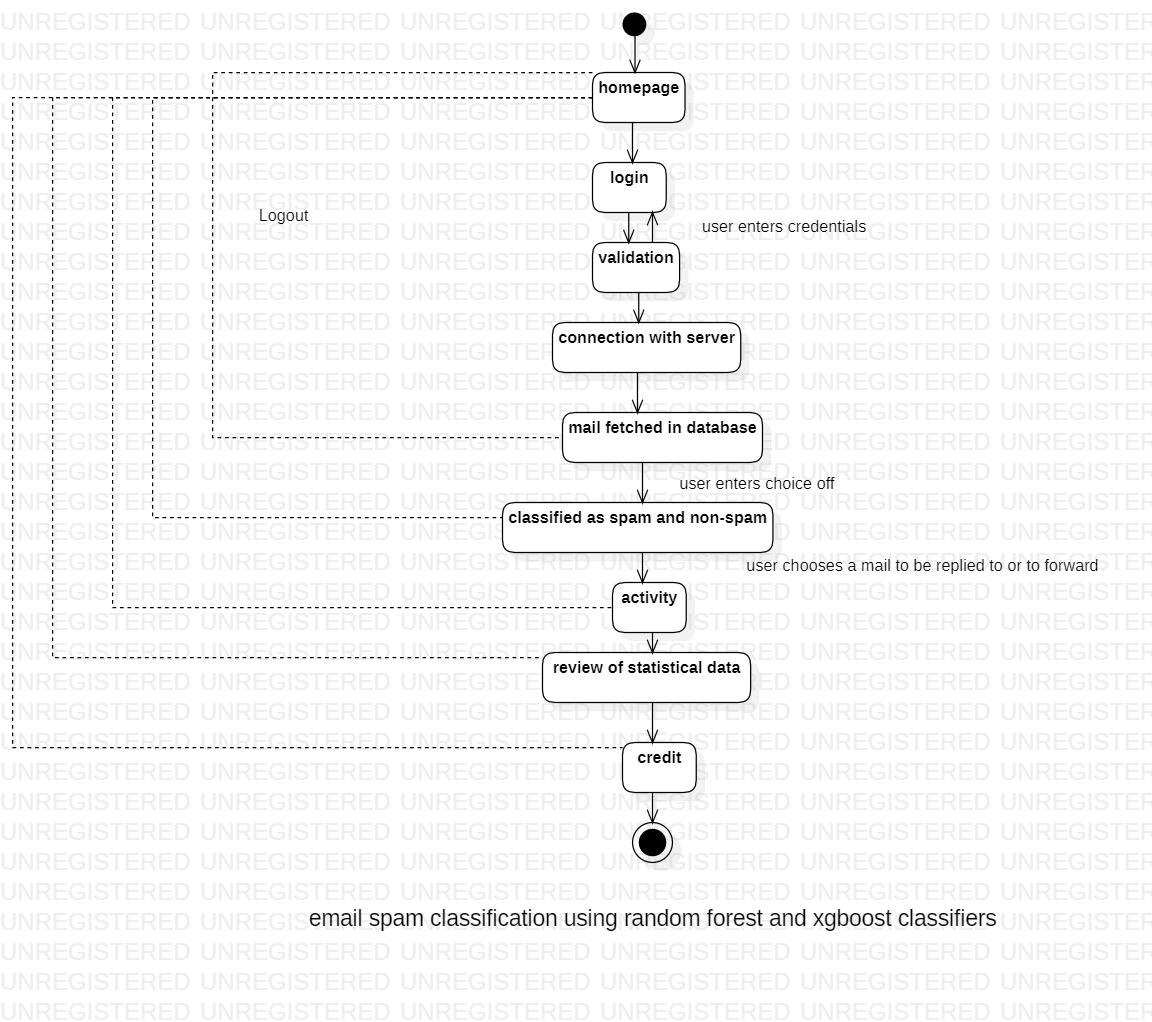 homepage
login
Logout
user enters credentials
validation
connection with server
mail fetched in database
user enters choice off
classified as spam and non-spam
user chooses a mail to be replied to or to forward
activity
review of statistical data
credit
email spam classification using random forest and xgboost classifiers
UNREGISTERED